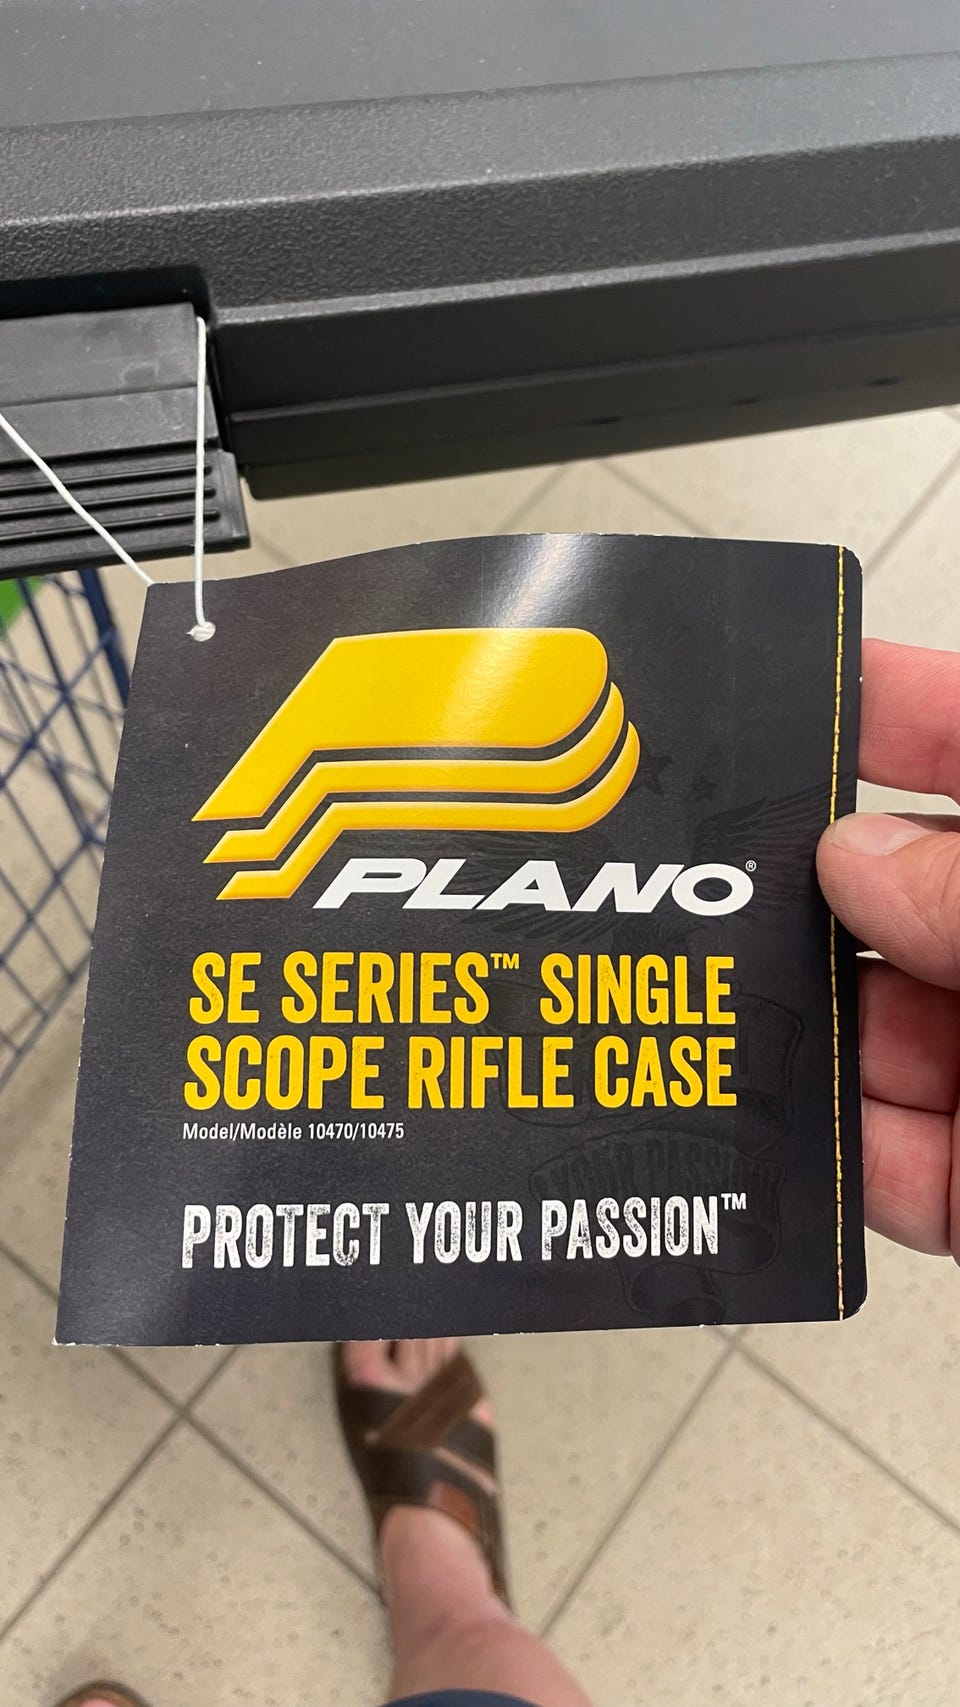 PLANO®
SE SERIES™ SINGLE
SCOPE RIFLE CASE
Model/Modèle 10470/10475
PROTECT YOUR PASSION™